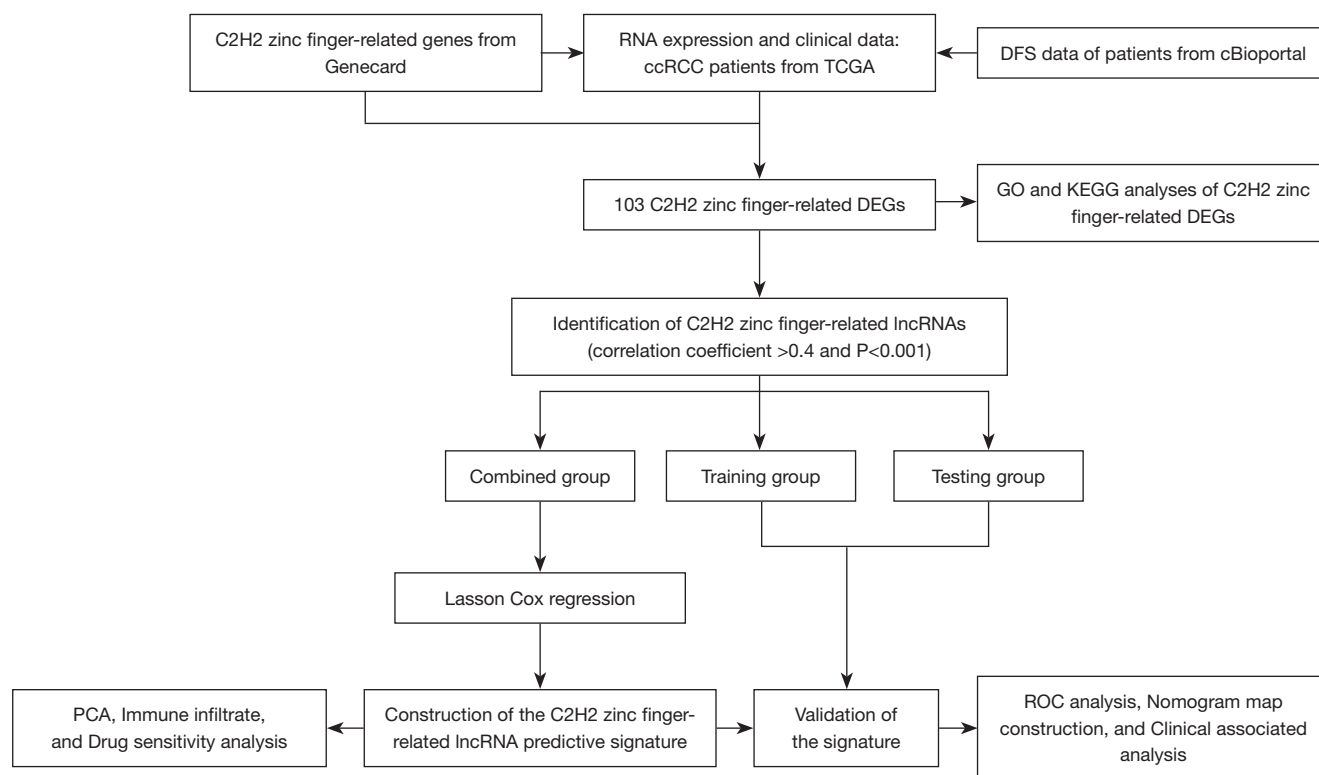 C2H2 zinc finger-related genes from
Genecard
RNA expression and clinical data:
ccRCC patients from TCGA
DFS data of patients from cBioportal
103 C2H2 zinc finger-related DEGs
GO and KEGG analyses of C2H2 zinc
finger-related DEGs
Identification of C2H2 zinc finger-related lncRNAs
(correlation coefficient >0.4 and P<0.001)
Combined group
Training group
Testing group
Lasson Cox regression
PCA, Immune infiltrate,
and Drug sensitivity analysis
Construction of the C2H2 zinc finger-
related lncRNA predictive signature
Validation of
the signature
ROC analysis, Nomogram map
construction, and Clinical associated
analysis